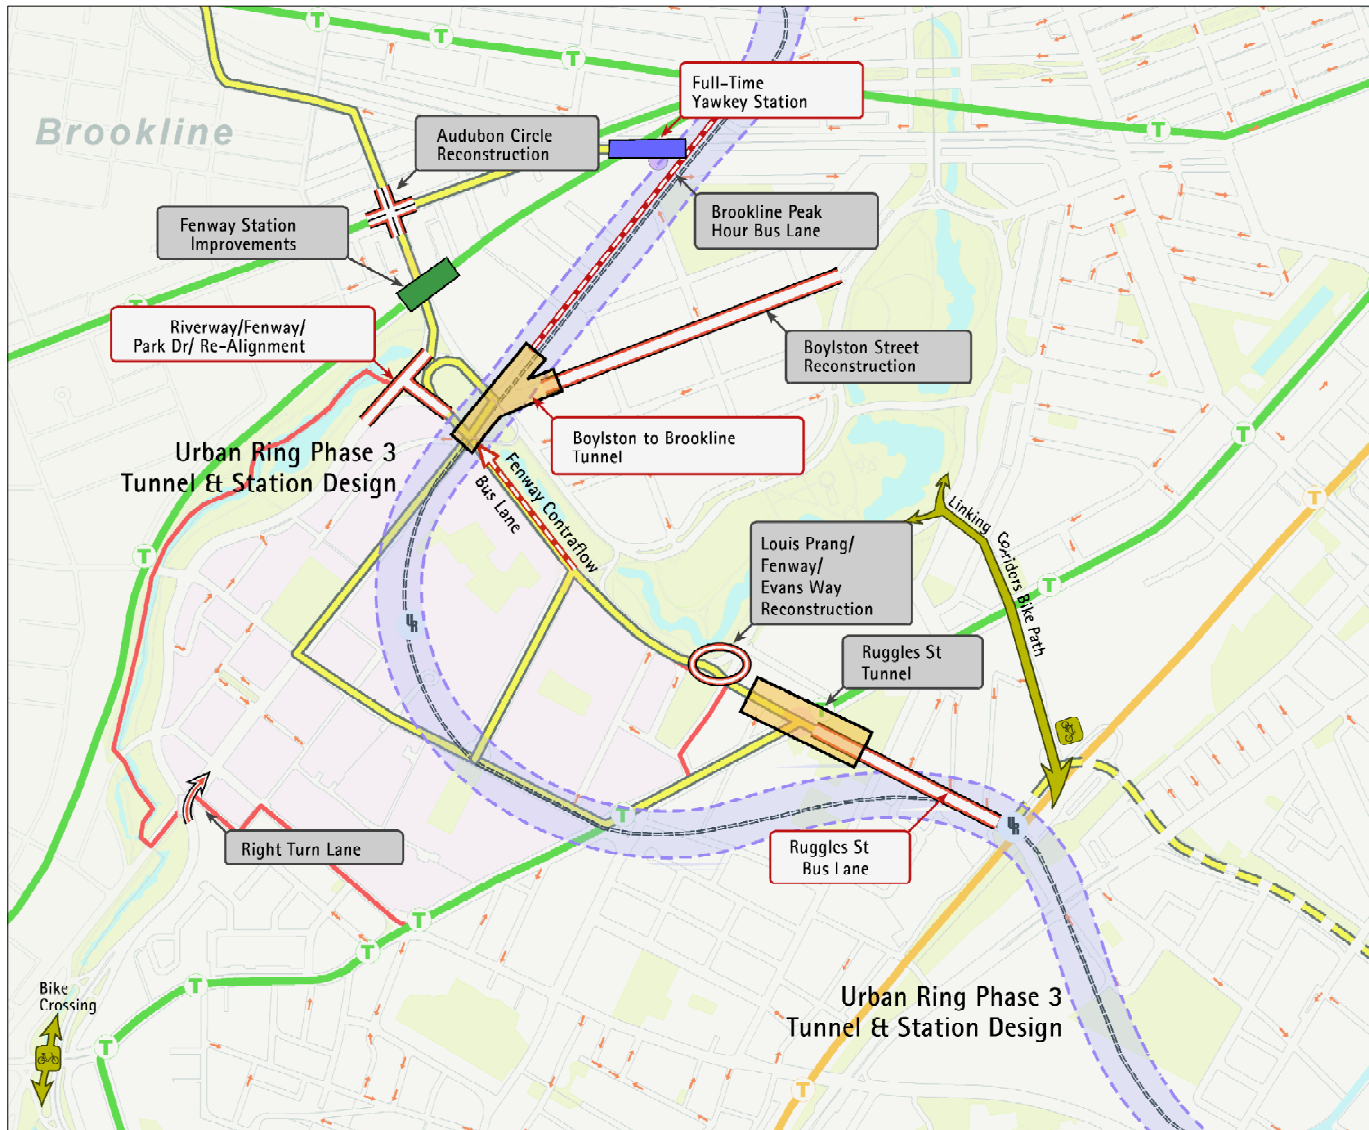 T
T
T
Full-Time
Yawkey Station
T
Brookline
Audubon Circle
Reconstruction
Fenway Station
Improvements
Brookline Peak
Hour Bus Lane
T
Riverway/Fenway/
Park Dr/ Re-Alignment
Boylston Street
Reconstruction
Boylston to Brookline
Tunnel
T
Urban Ring Phase 3
Tunnel & Station Design
Fenway Contraflow
Bus Lane
T
Linking Corridors Bike Path
T
Louis Prang/
Fenway/
Evans Way
Reconstruction
T
UR
Ruggles St
Tunnel
T
T
UR
Right Turn Lane
Ruggles St
Bus Lane
T
T
T
Bike
Crossing
Urban Ring Phase 3
Tunnel & Station Design
T
T